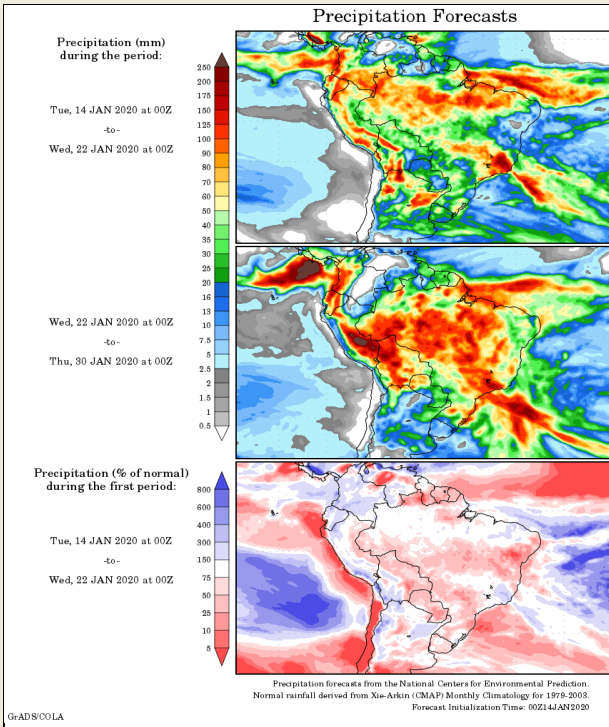 Precipitation Forecasts
Precipitation (mm)
during the period:
Tue, 14 JAN 2020 at 00Z
-to-
Wed, 22 JAN 2020 at 00Z
250
200
175
150
125
100
90
80
70
60
50
40
35
30
25
20
16
13
10
7.5
5
2.5
2
1.5
1
0.5
Wed, 22 JAN 2020 at 00Z
-to-
Thu, 30 JAN 2020 at 00Z
Precipitation (% of normal)
during the first period:
Tue, 14 JAN 2020 at 00Z
-to-
Wed, 22 JAN 2020 at 00Z
800
600
400
300
150
75
50
25
10
5
Precipitation forecasts from the National Centers for Environmental Prediction.
Normal rainfall derived from Xie-Arkin (CMAP) Monthly Climatology for 1979-2003.
Forecast Initialization Time: 00Z14JAN2020
GrADS/COLA